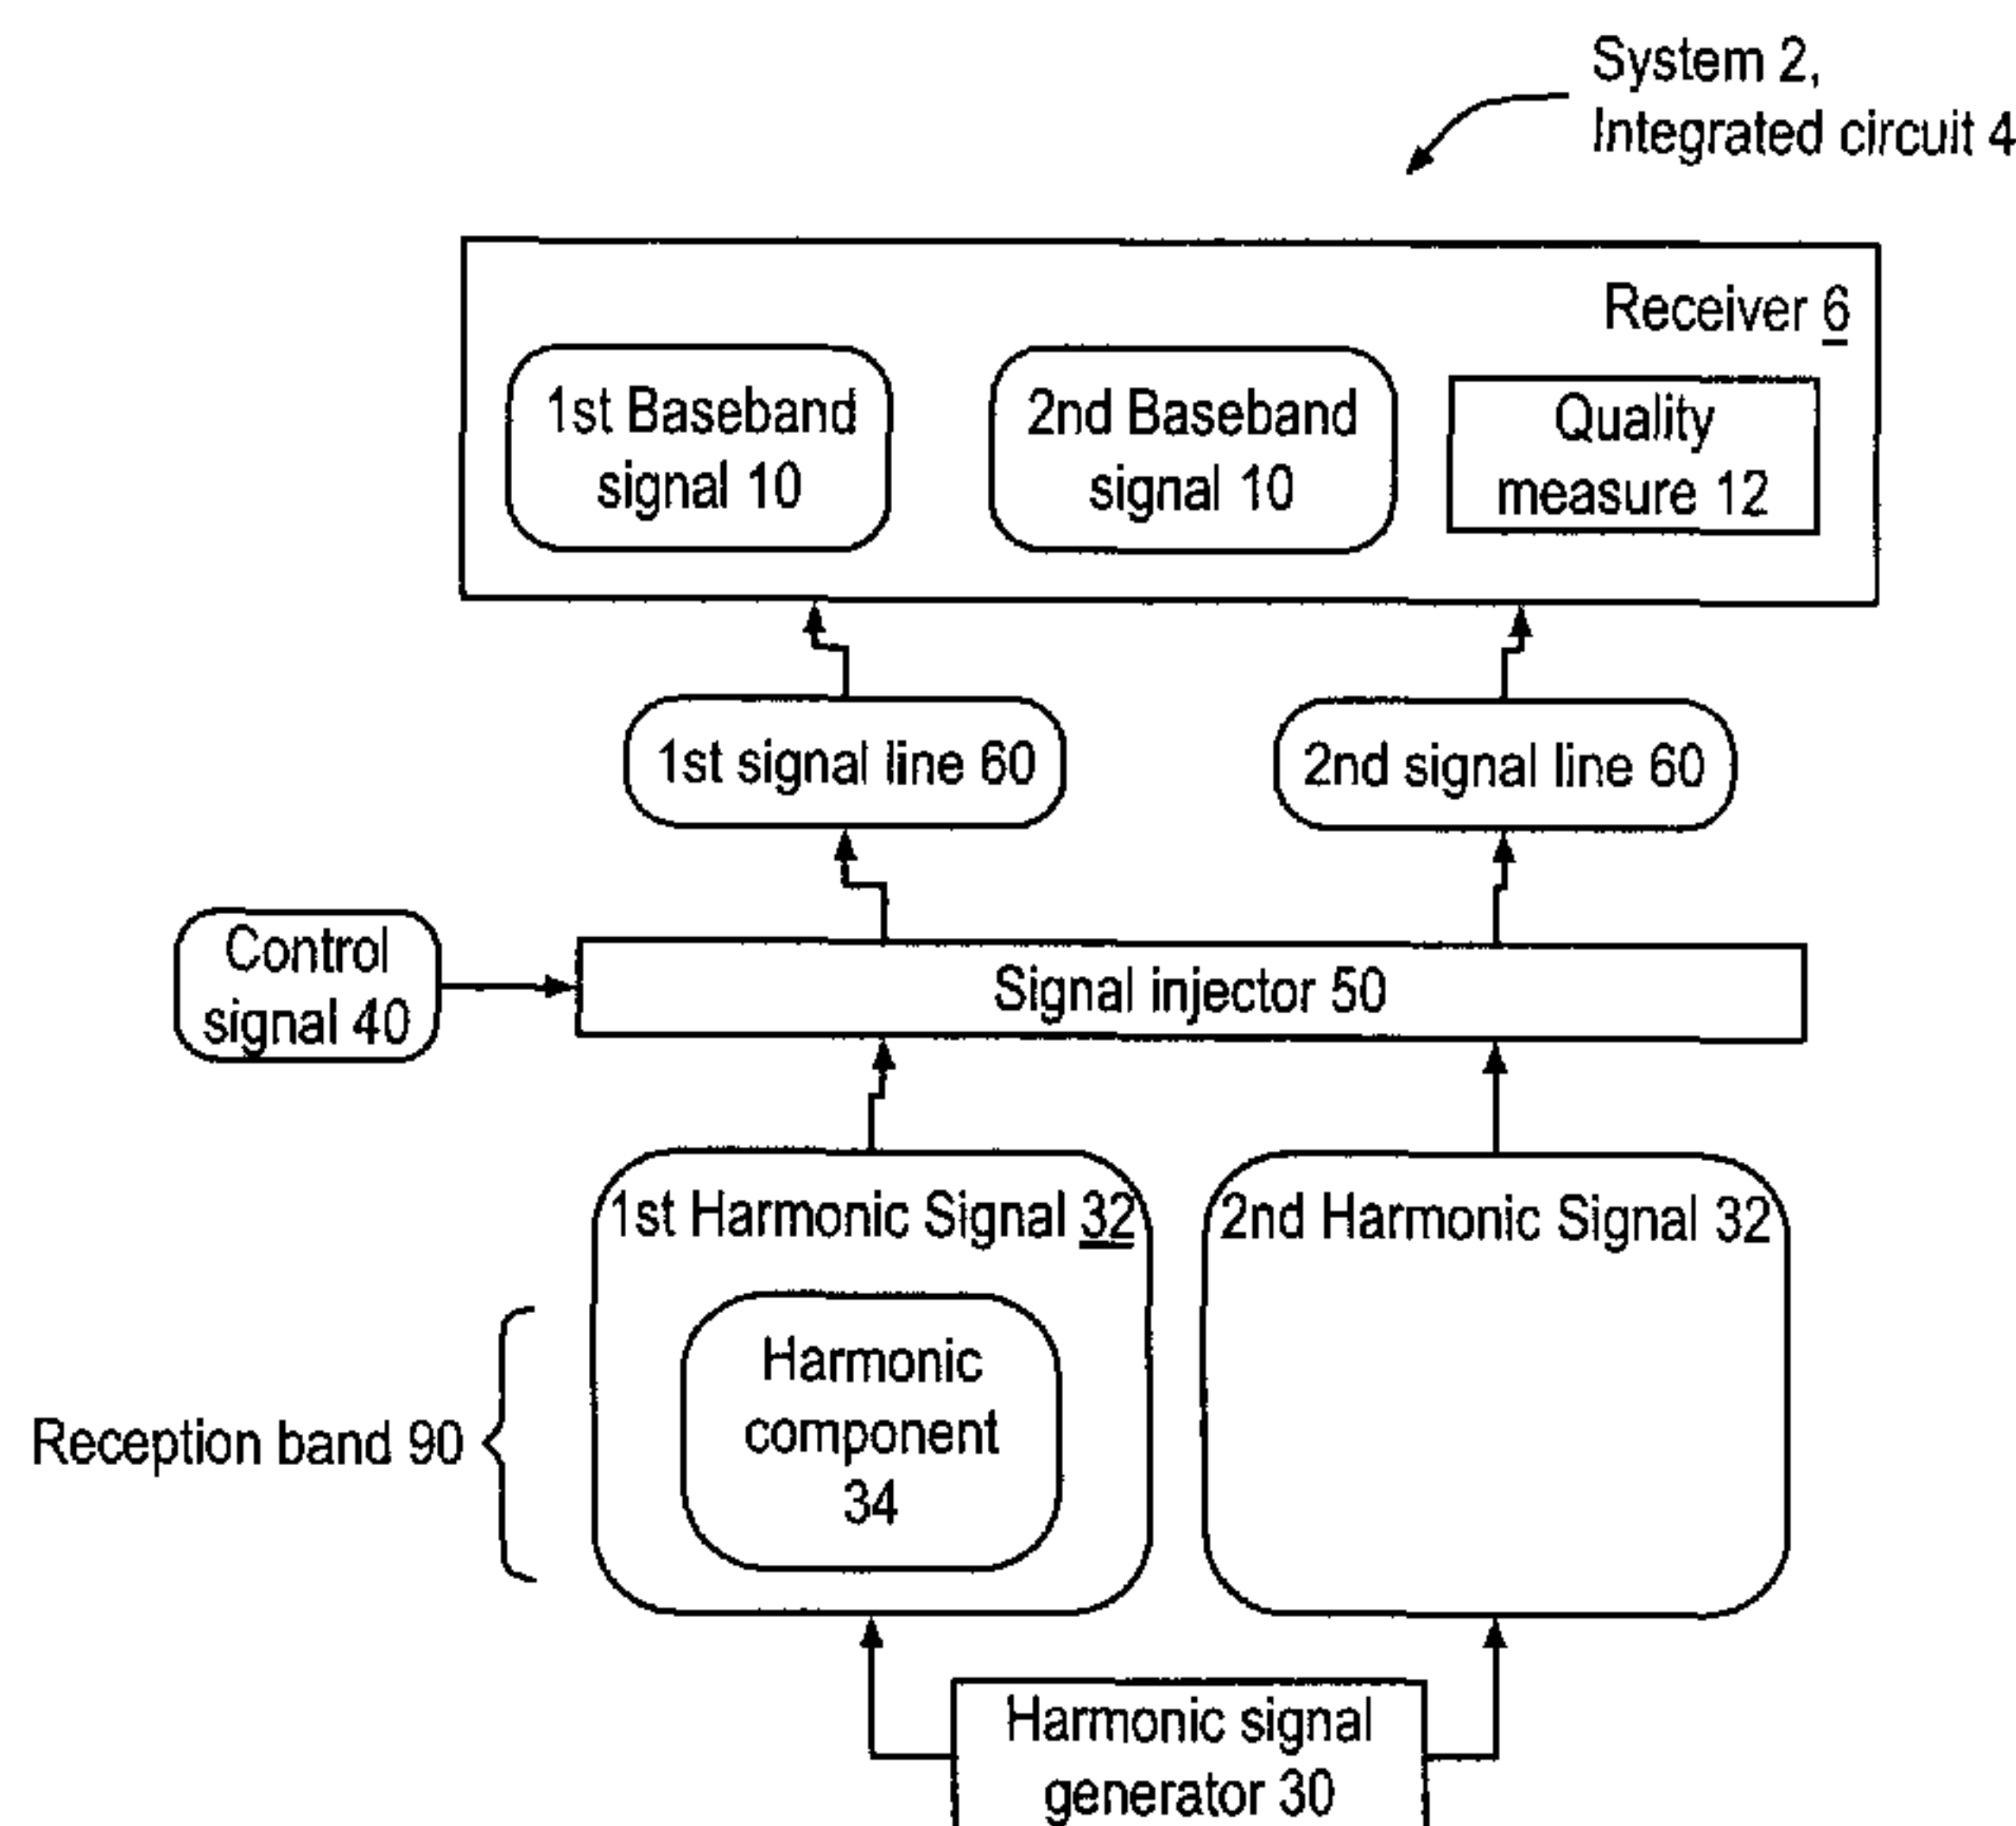 System 2,
Integrated circuit 4
Receiver 6
1st Baseband
signal 10
2nd Baseband
signal 10
Quality
measure 12
1st signal line 60
2nd signal line 60
Control
signal 40
Signal injector 50
1st Harmonic Signal 32
2nd Harmonic Signal 32
Harmonic
component
34
Reception band 90
Harmonic signal
generator 30